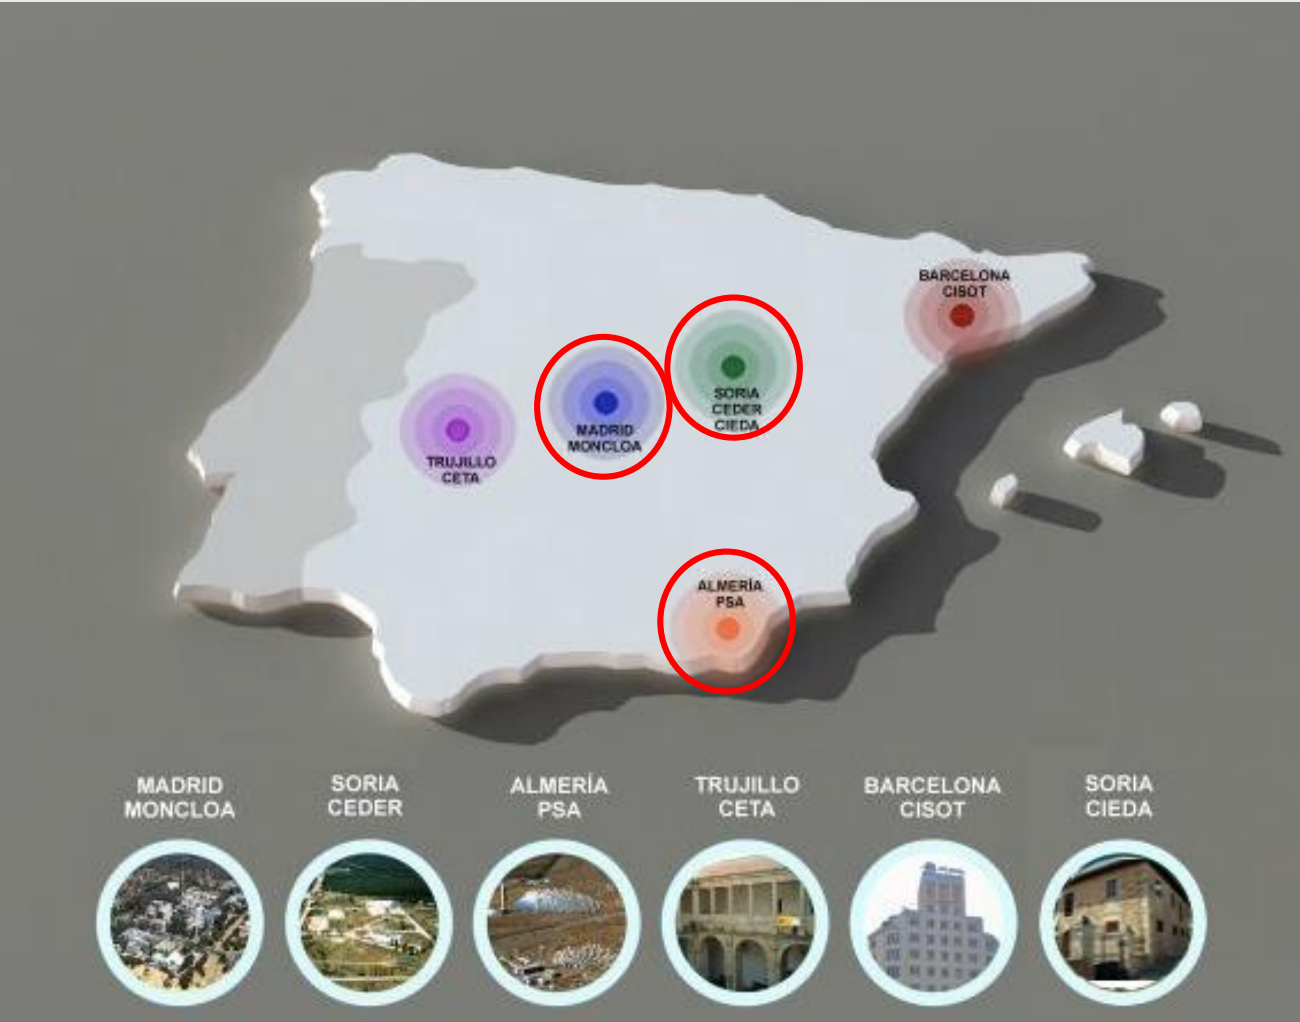 BARCELONA
CISOT
SORIA
CEDER
CIEDA
MADRID
MONCLOA
TRUJILLO
CETA
ALMERÍA
PSA
MADRID
MONCLOA
SORIA
CEDER
ALMERÍA
PSA
TRUJILLO
CETA
BARCELONA
CISOT
SORIA
CIEDA